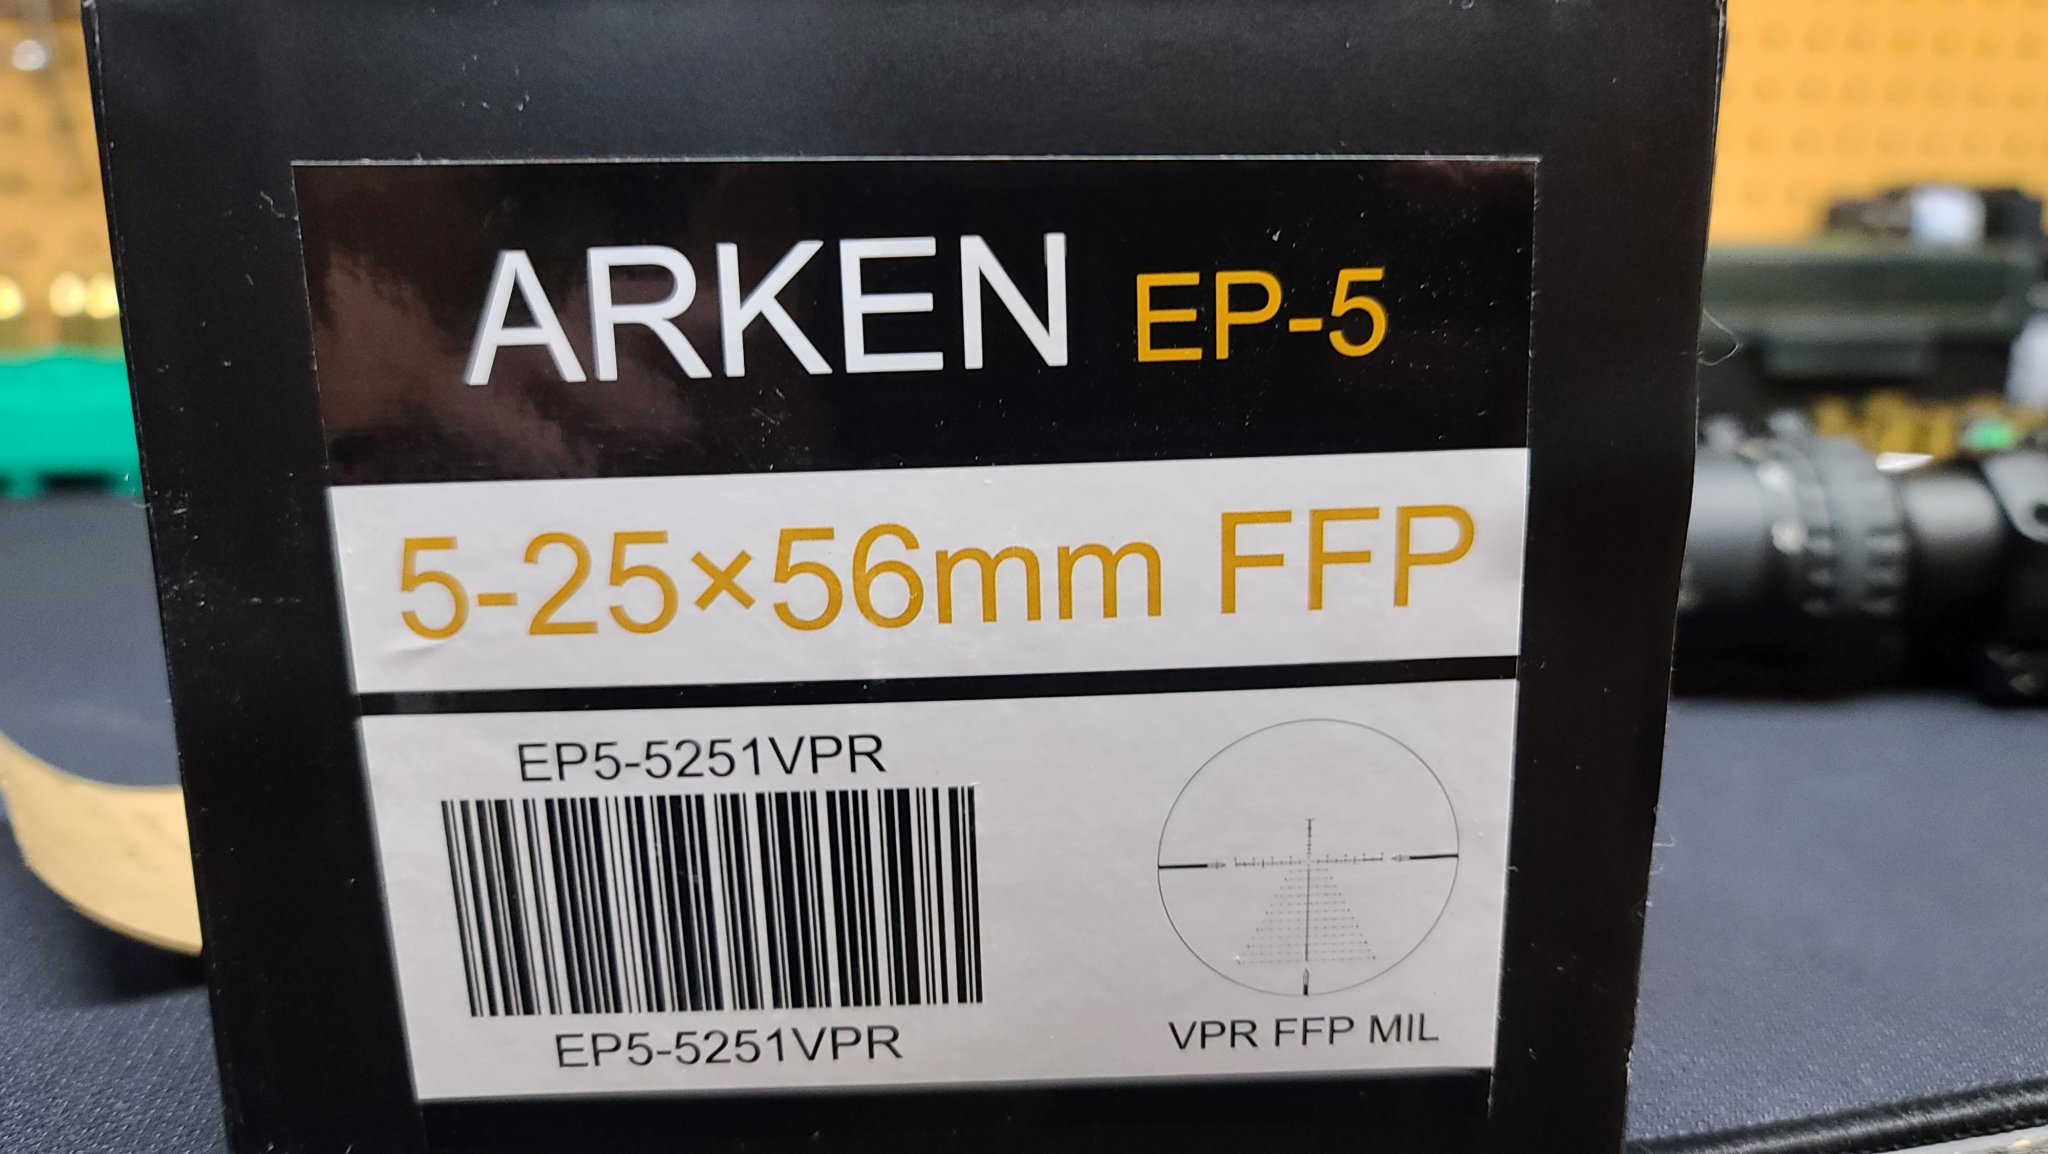 ARKEN EP-5
5-25×56mm FFP
EP5-5251VPR
EP5-5251VPR
VPR FFP MIL